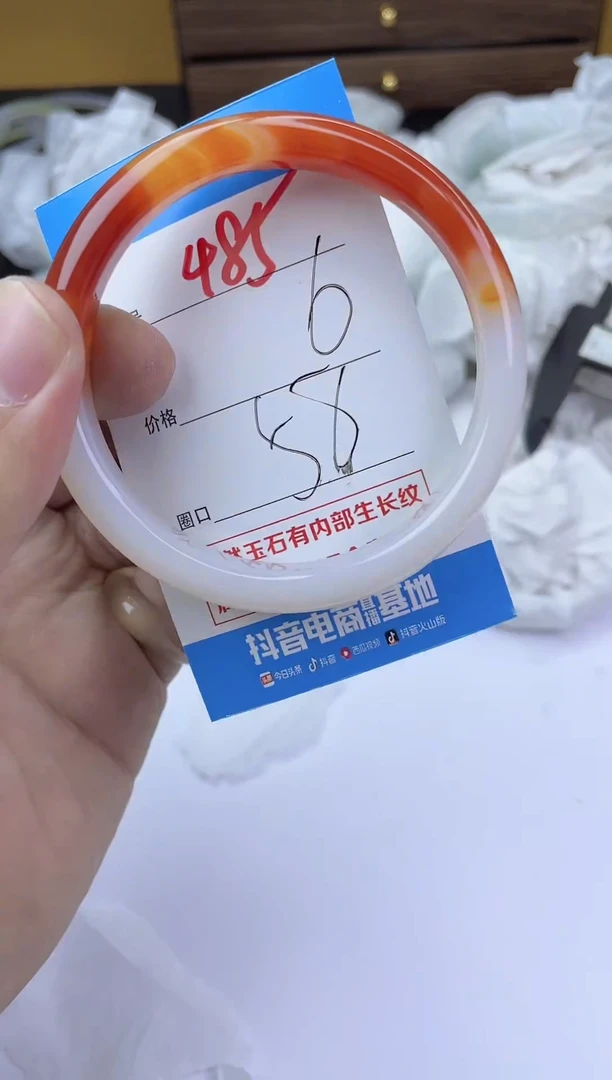 485
6
价格
58
圈口
玉石有内部生长纹
抖音电商直播基地
今日头条 抖音 西瓜视频 抖音火山版